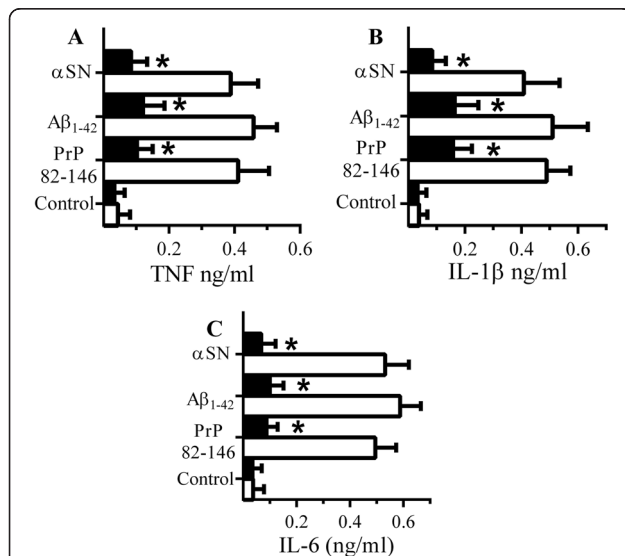 A
αSN *
Aβ1-42 *
PrP *
82-146
Control
0.2 0.4 0.6
TNF ng/ml
B
αSN *
Aβ1-42 *
PrP *
82-146
Control
0.2 0.4 0.6
IL-1β ng/ml
C
αSN *
Aβ1-42 *
PrP *
82-146
Control
0.2 0.4 0.6
IL-6 (ng/ml)